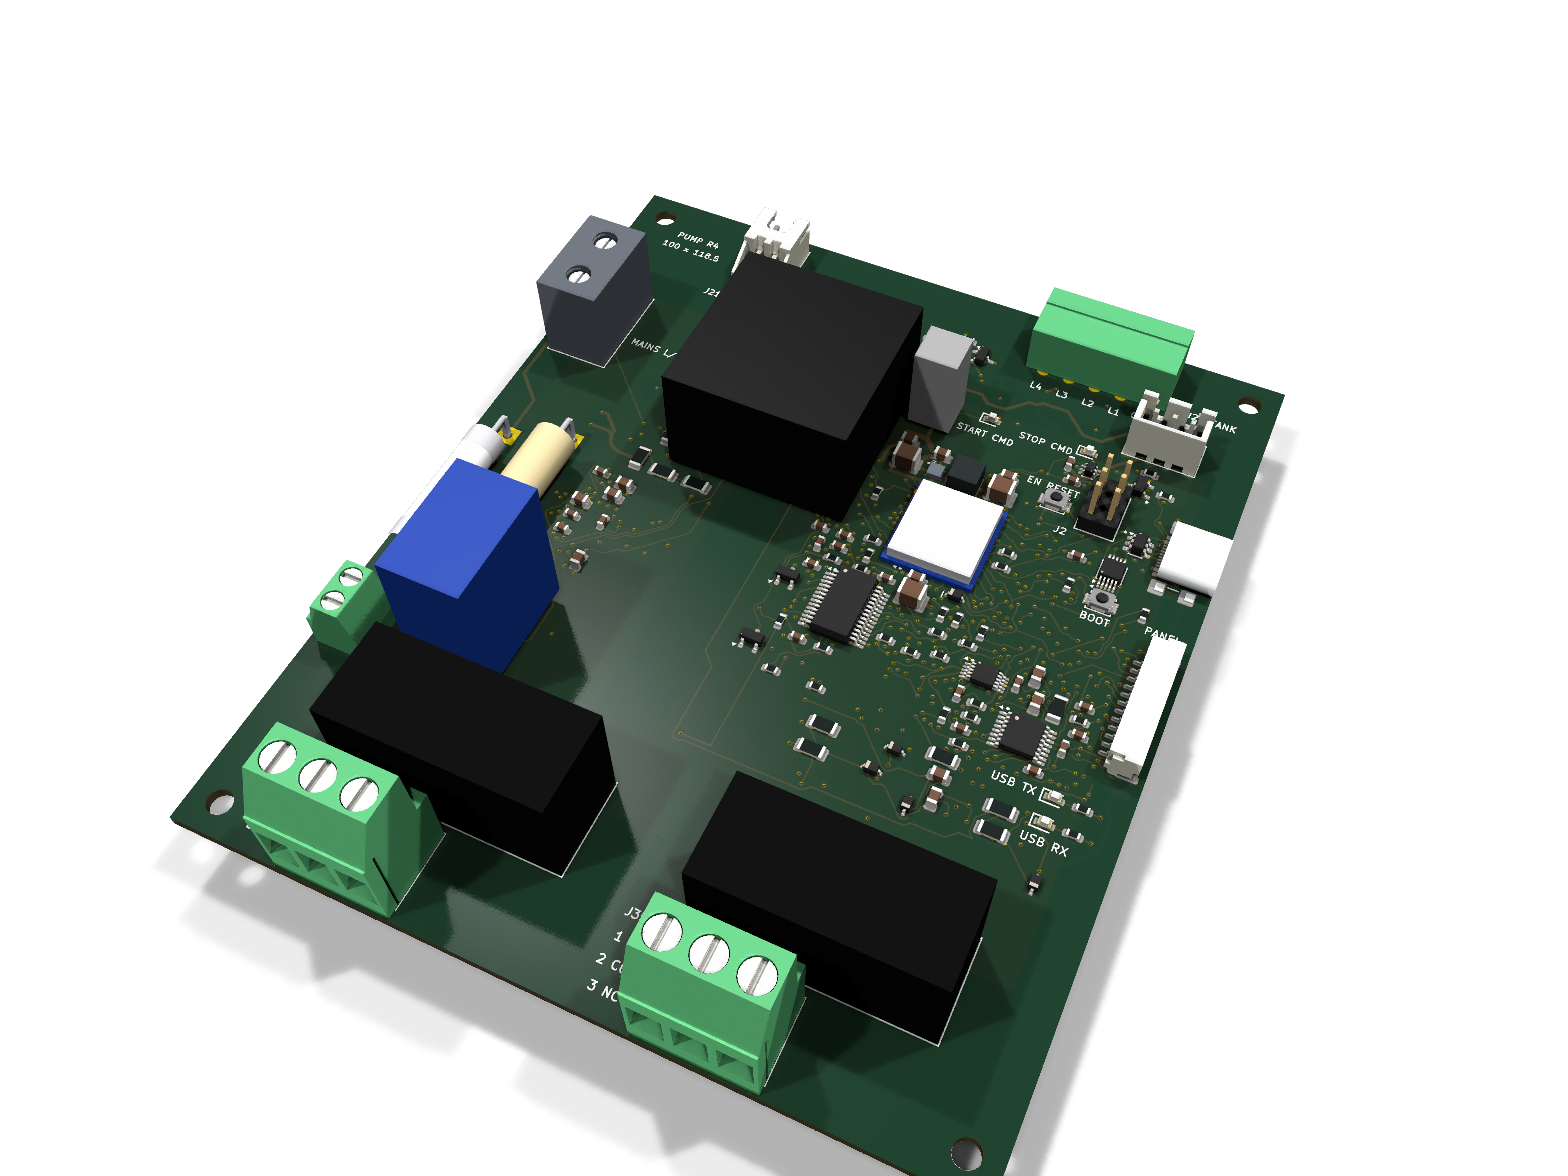 PUMP R4
100 x 118.5
J21
MAINS L/
L4
L3
L2
L1
TANK
START CMD
STOP CMD
EN RESET
J2
BOOT
PANEL
USB TX
USB RX
J3
1
2 C
3 NC